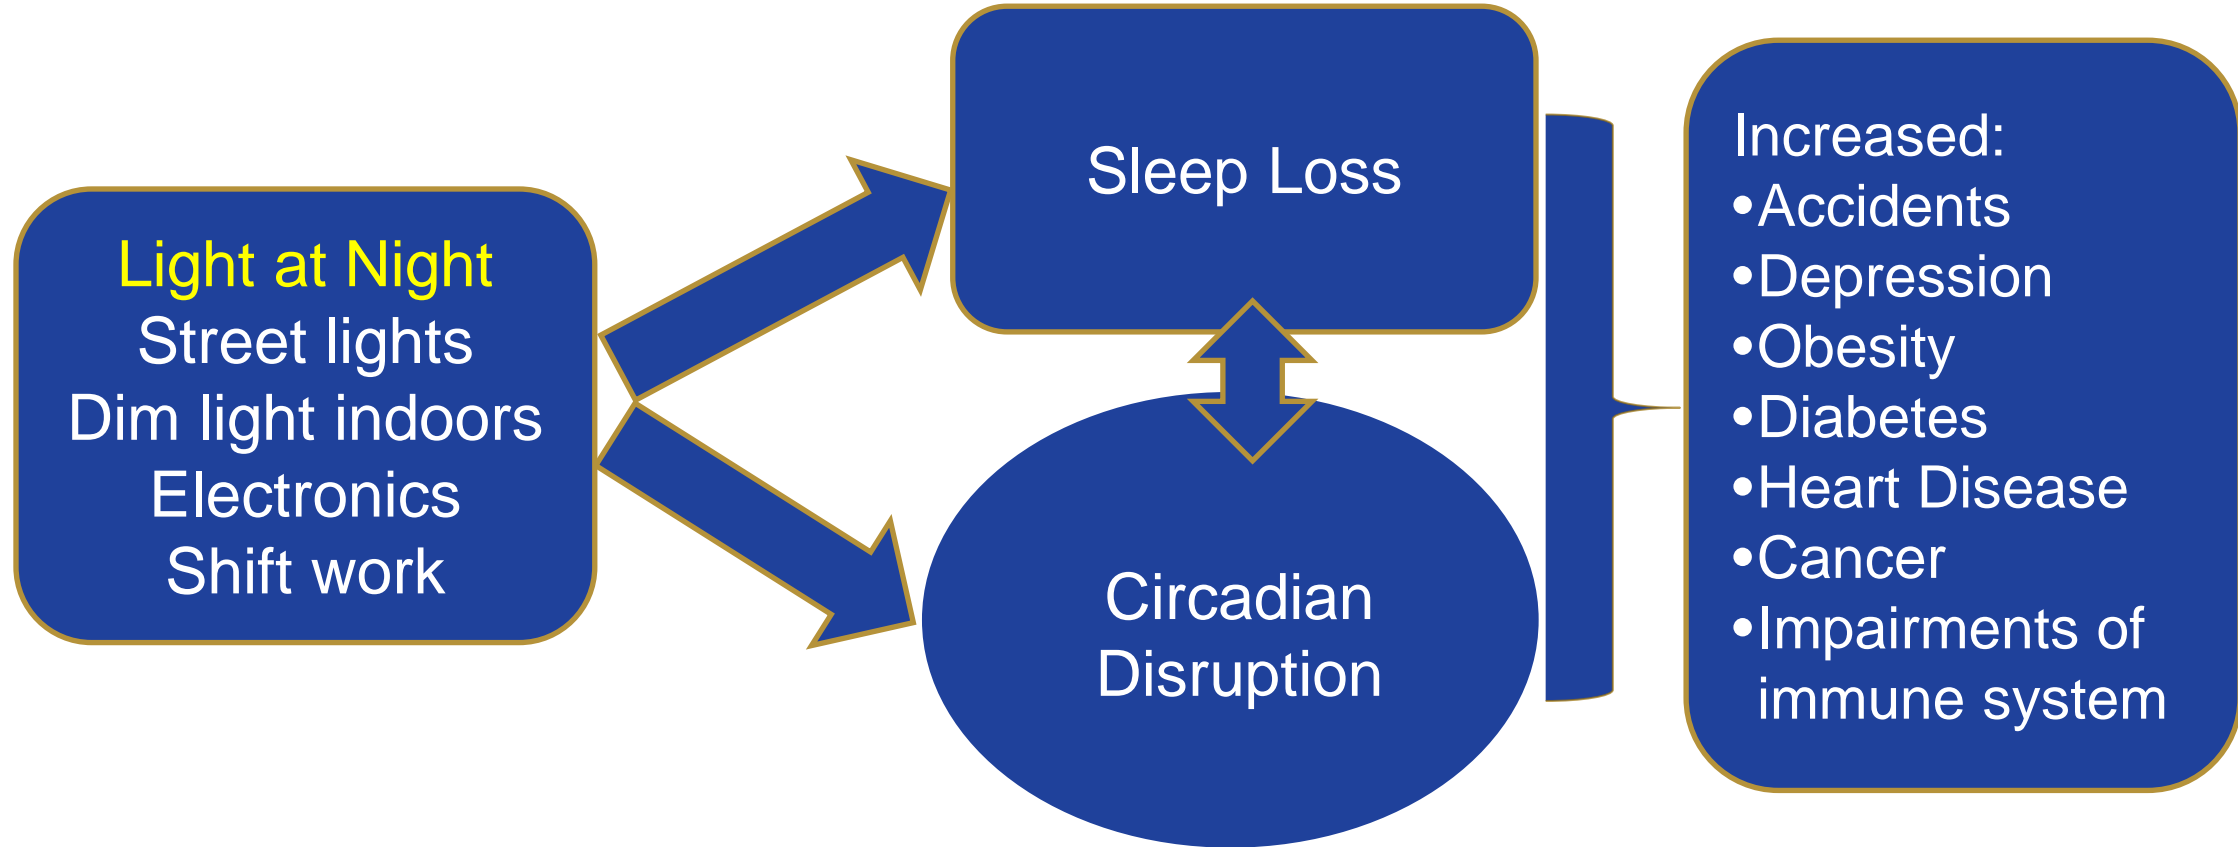 Light at Night
Street lights
Dim light indoors
Electronics
Shift work
Sleep Loss
Circadian
Disruption
Increased:
•Accidents
•Depression
•Obesity
•Diabetes
•Heart Disease
•Cancer
•Impairments of
immune system